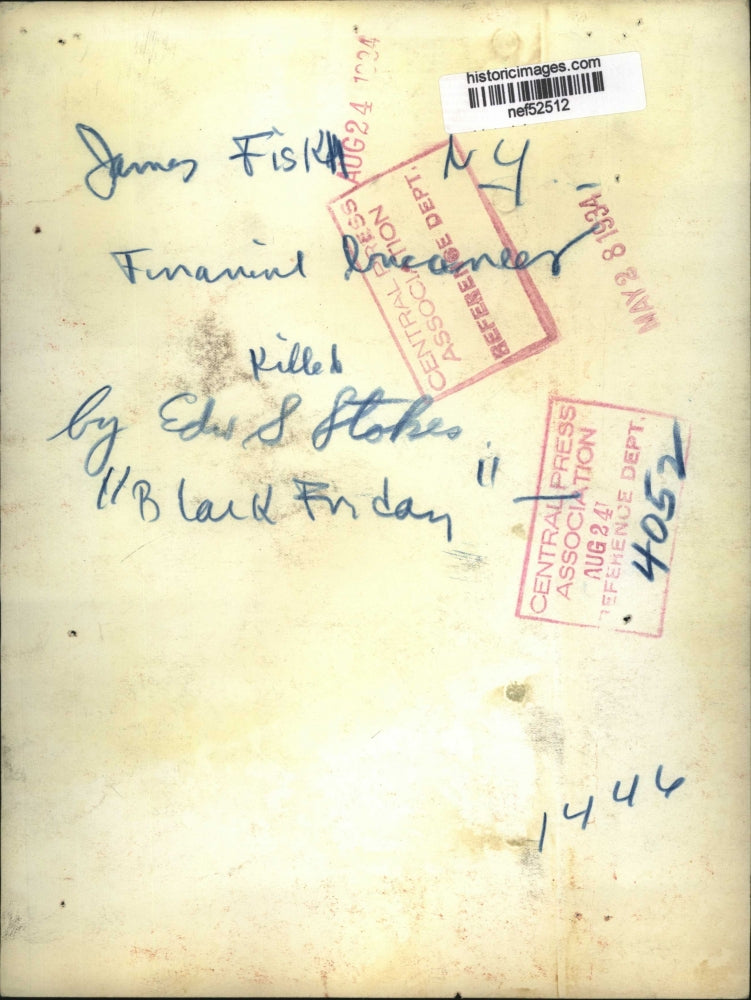 historicimages.com
nef52512
AUG 24 1934
James Fisk NY
CENTRAL PRESS
ASSOCIATION
REFERENCE DEPT.
MAY 28 1934
Financial buccaneer
Killed
by Edw S Stokes
"Black Friday" —
CENTRAL PRESS
ASSOCIATION
AUG 24
REFERENCE DEPT.
4052
1446